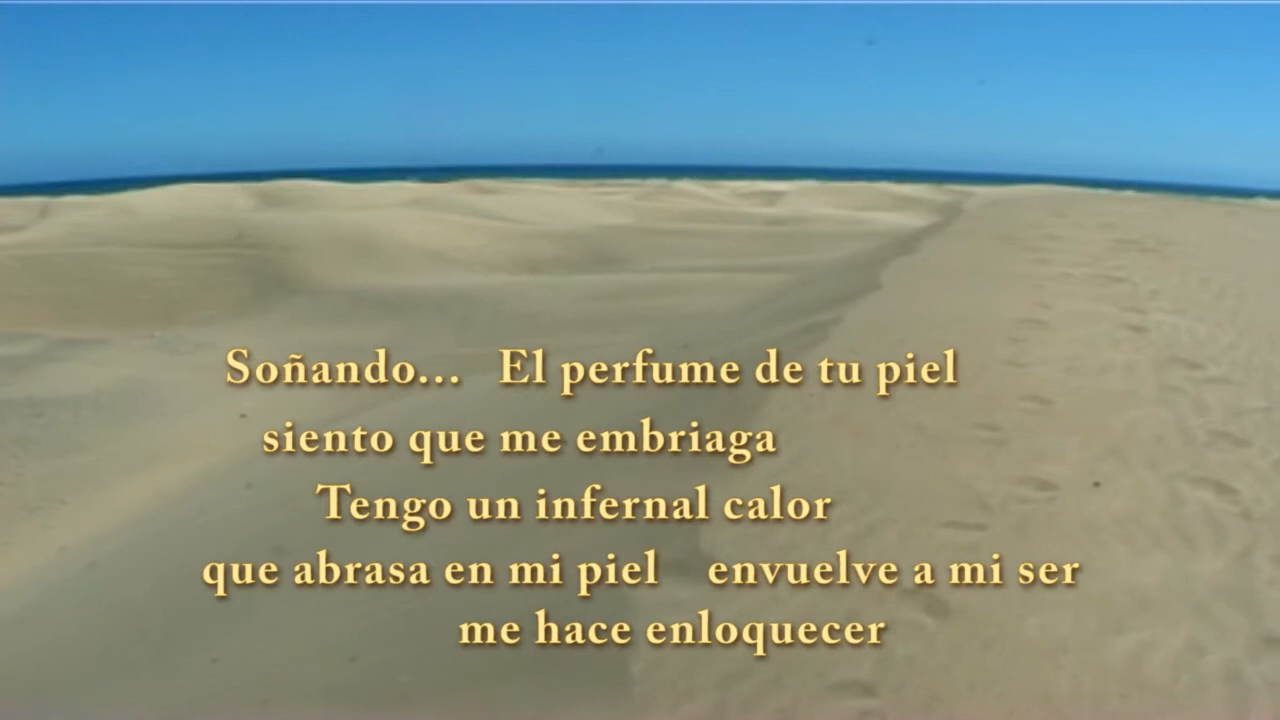 Soñando... El perfume de tu piel
siento que me embriaga
Tengo un infernal calor
que abrasa en mi piel envuelve a mi ser
me hace enloquecer